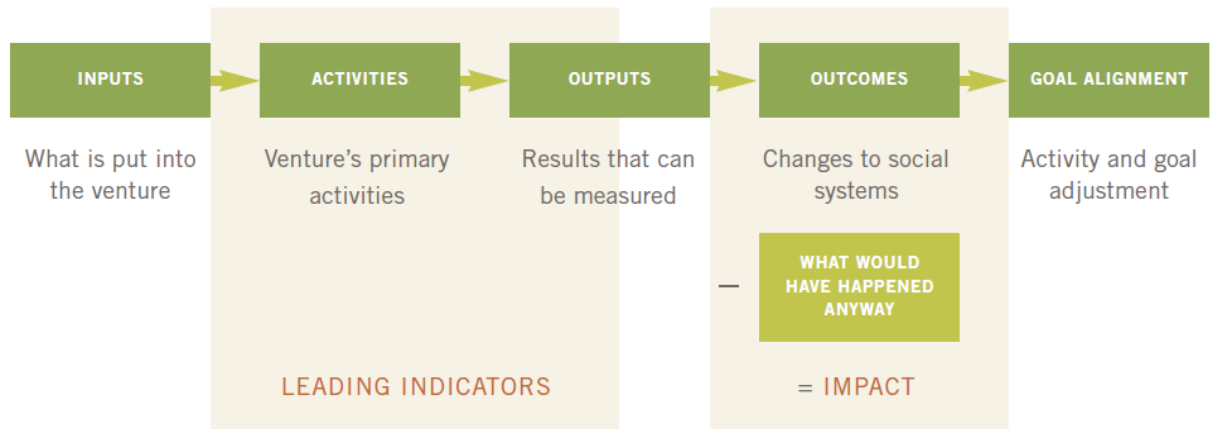 INPUTS
ACTIVITIES
OUTPUTS
OUTCOMES
GOAL ALIGNMENT
What is put into
the venture
Venture's primary
activities
Results that can
be measured
Changes to social
systems
Activity and goal
adjustment
–
WHAT WOULD
HAVE HAPPENED
ANYWAY
LEADING INDICATORS
= IMPACT